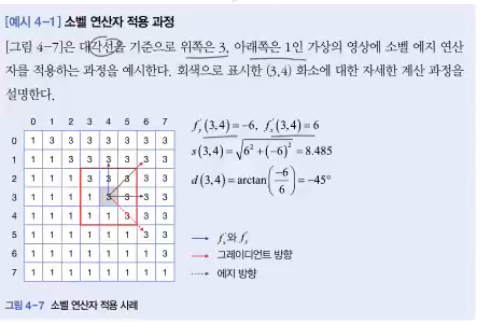 [예시 4-1] 소벨 연산자 적용 과정
[그림 4-7]은 대각선을 기준으로 위쪽은 3, 아래쪽은 1인 가상의 영상에 소벨 에지 연산
자를 적용하는 과정을 예시한다. 회색으로 표시한 (3,4) 화소에 대한 자세한 계산 과정을
설명한다.
0 1 2 3 4 5 6 7
0 1 3 3 3 3 3 3 3
1 1 1 3 3 3 3 3 3
2 1 1 1 3 3 3 3 3
3 1 1 1 1 3 3 3 3
4 1 1 1 1 1 3 3 3
5 1 1 1 1 1 1 3 3
6 1 1 1 1 1 1 1 3
7 1 1 1 1 1 1 1 1
f′y(3,4)=−6, f′x(3,4)=6
s(3,4)=√6²+(−6)²=8.485
d(3,4)=arctan(−6/6)=−45°
f′x와 f′y
그레이디언트 방향
에지 방향
그림 4-7 소벨 연산자 적용 사례